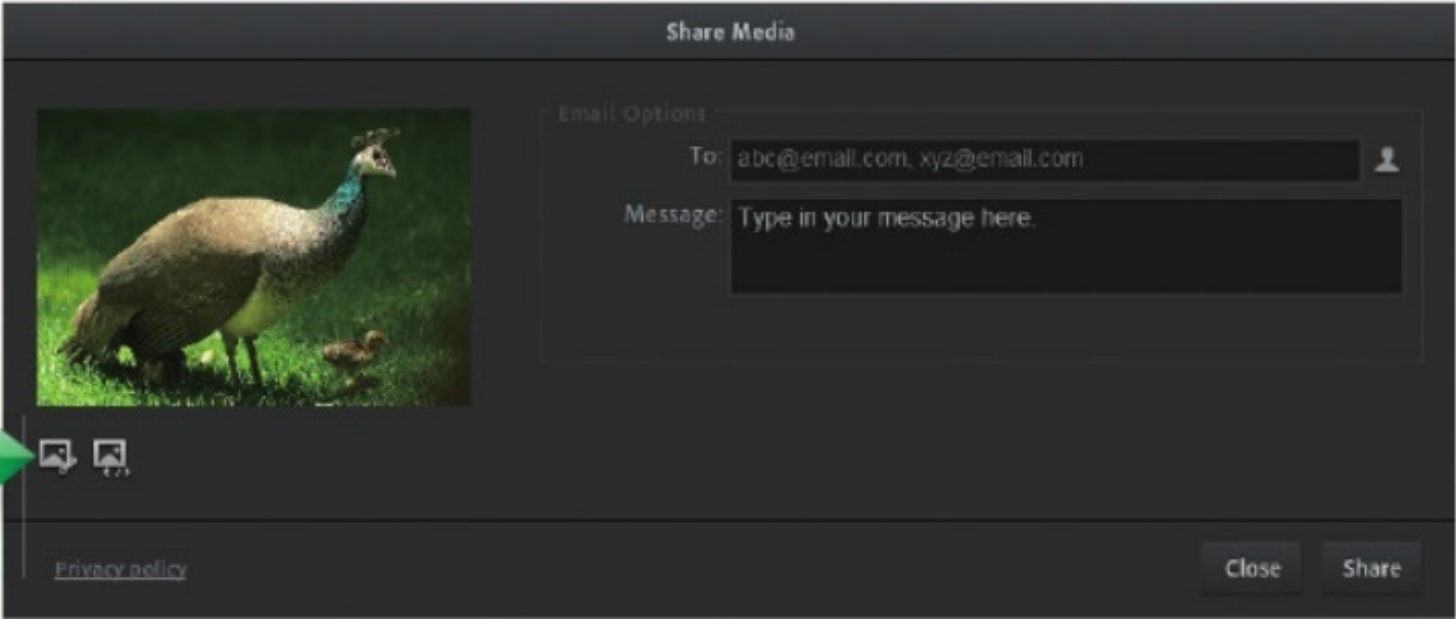 Share Media
Email Options
To: abc@email.com, xyz@email.com
Message: Type in your message here.
Privacy policy
Close
Share